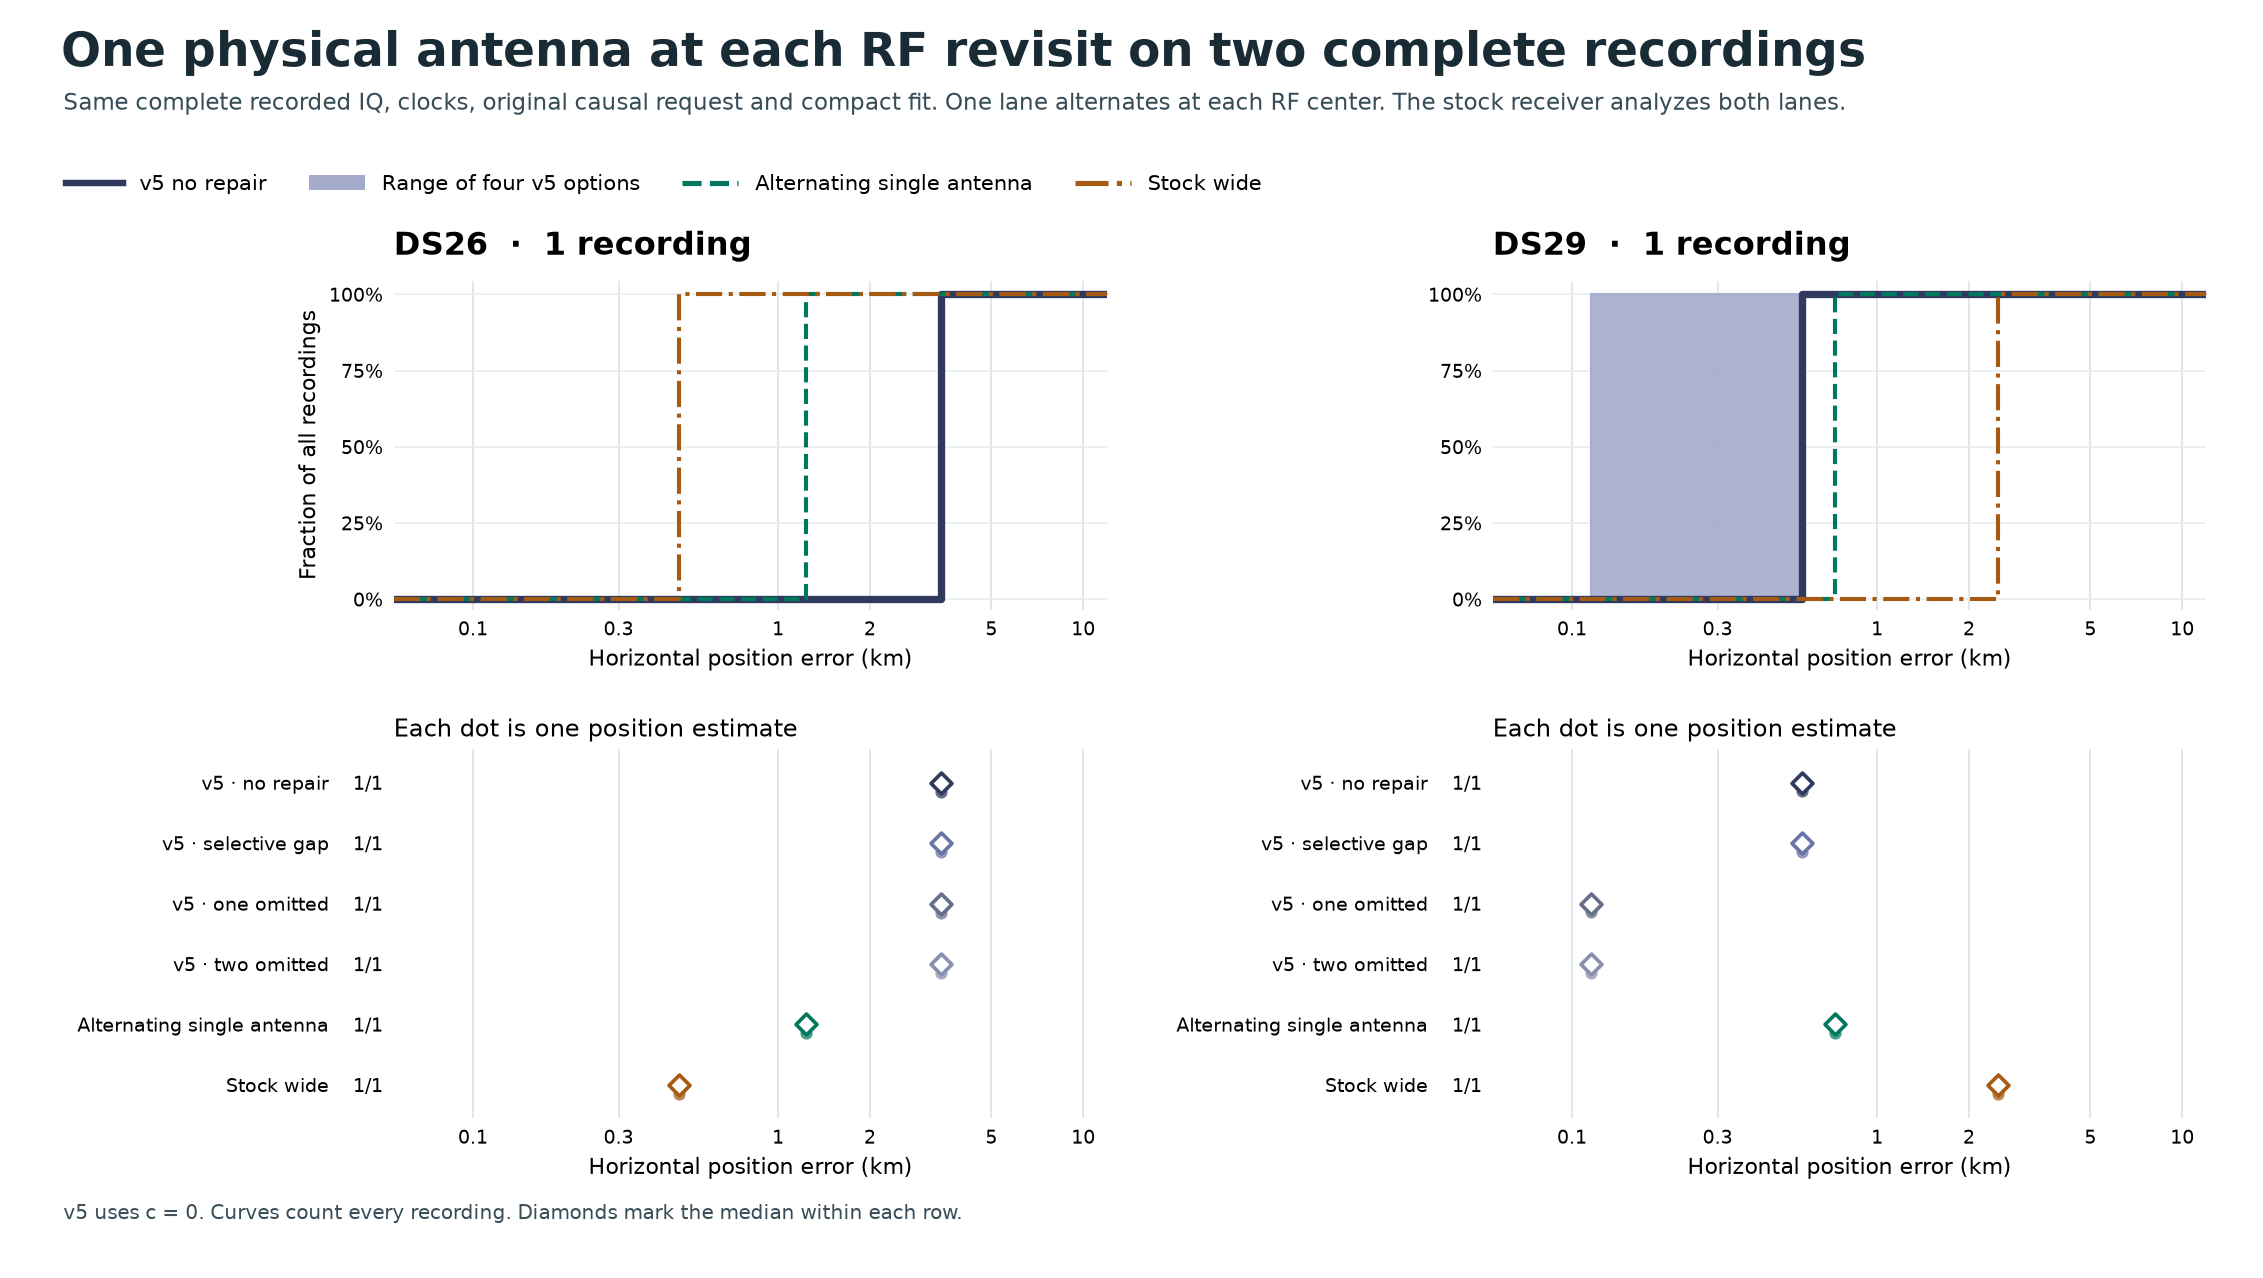 One physical antenna at each RF revisit on two complete recordings
Same complete recorded IQ, clocks, original causal request and compact fit. One lane alternates at each RF center. The stock receiver analyzes both lanes.
v5 no repair
Range of four v5 options
Alternating single antenna
Stock wide
DS26 · 1 recording
Fraction of all recordings
100%
75%
50%
25%
0%
0.1 0.3 1 2 5 10
Horizontal position error (km)
DS29 · 1 recording
100%
75%
50%
25%
0%
0.1 0.3 1 2 5 10
Horizontal position error (km)
Each dot is one position estimate
v5 · no repair 1/1
v5 · selective gap 1/1
v5 · one omitted 1/1
v5 · two omitted 1/1
Alternating single antenna 1/1
Stock wide 1/1
0.1 0.3 1 2 5 10
Horizontal position error (km)
Each dot is one position estimate
v5 · no repair 1/1
v5 · selective gap 1/1
v5 · one omitted 1/1
v5 · two omitted 1/1
Alternating single antenna 1/1
Stock wide 1/1
0.1 0.3 1 2 5 10
Horizontal position error (km)
v5 uses c = 0. Curves count every recording. Diamonds mark the median within each row.